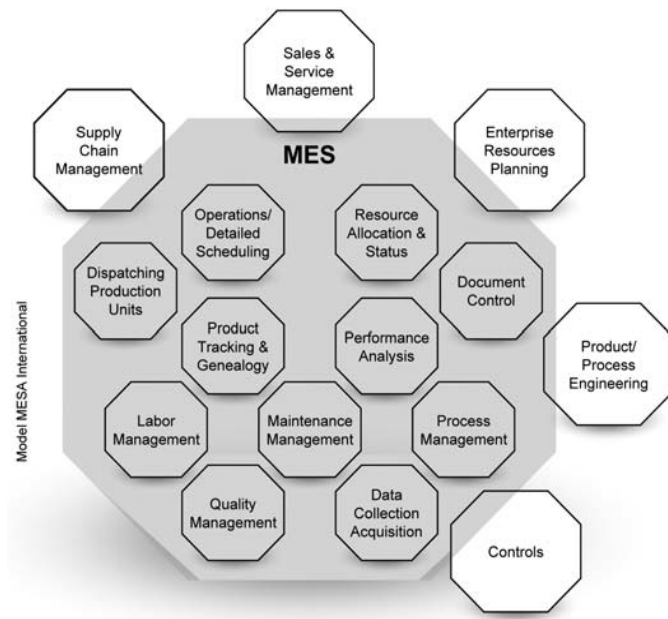 Sales &
Service
Management
Supply
Chain
Management
Enterprise
Resources
Planning
MES
Operations/
Detailed
Scheduling
Resource
Allocation &
Status
Dispatching
Production
Units
Document
Control
Product
Tracking &
Genealogy
Performance
Analysis
Product/
Process
Engineering
Labor
Management
Maintenance
Management
Process
Management
Quality
Management
Data
Collection
Acquisition
Controls
Model MESA International